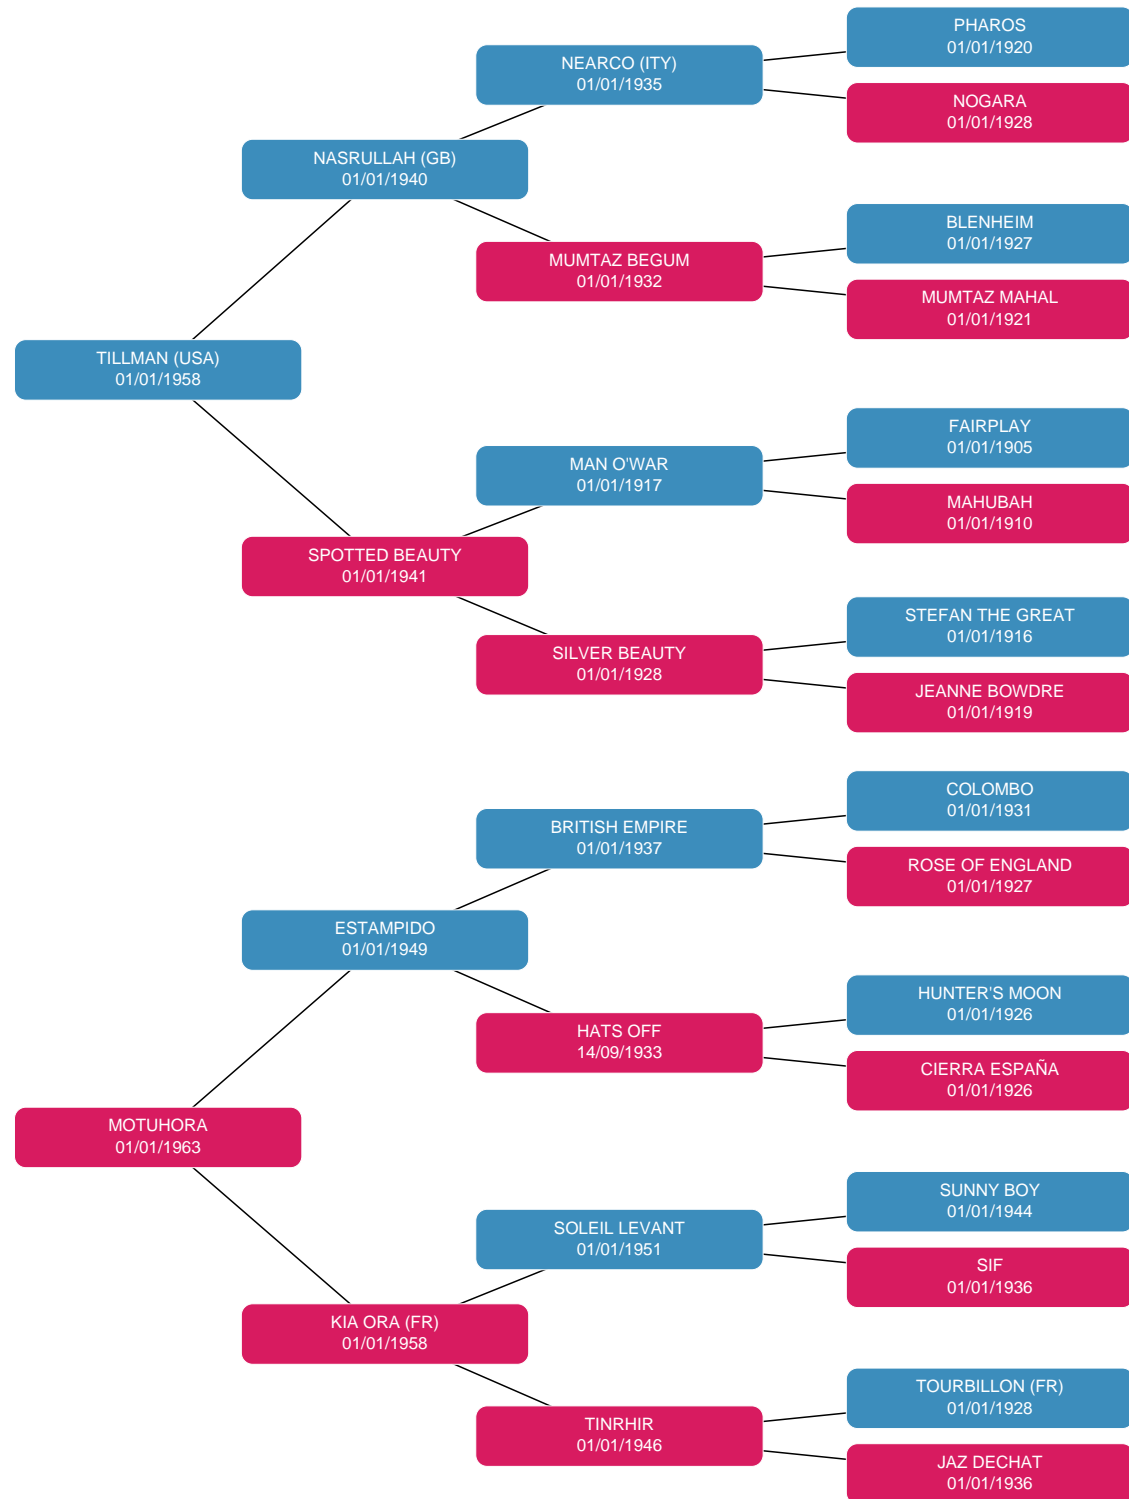 PHAROS
01/01/1920
NEARCO (ITY)
01/01/1935
NOGARA
01/01/1928
NASRULLAH (GB)
01/01/1940
BLENHEIM
01/01/1927
MUMTAZ BEGUM
01/01/1932
MUMTAZ MAHAL
01/01/1921
TILLMAN (USA)
01/01/1958
FAIRPLAY
01/01/1905
MAN O'WAR
01/01/1917
MAHUBAH
01/01/1910
SPOTTED BEAUTY
01/01/1941
STEFAN THE GREAT
01/01/1916
SILVER BEAUTY
01/01/1928
JEANNE BOWDRE
01/01/1919
COLOMBO
01/01/1931
BRITISH EMPIRE
01/01/1937
ROSE OF ENGLAND
01/01/1927
ESTAMPIDO
01/01/1949
HUNTER'S MOON
01/01/1926
HATS OFF
14/09/1933
CIERRA ESPAÑA
01/01/1926
MOTUHORA
01/01/1963
SUNNY BOY
01/01/1944
SOLEIL LEVANT
01/01/1951
SIF
01/01/1936
KIA ORA (FR)
01/01/1958
TOURBILLON (FR)
01/01/1928
TINRHIR
01/01/1946
JAZ DECHAT
01/01/1936